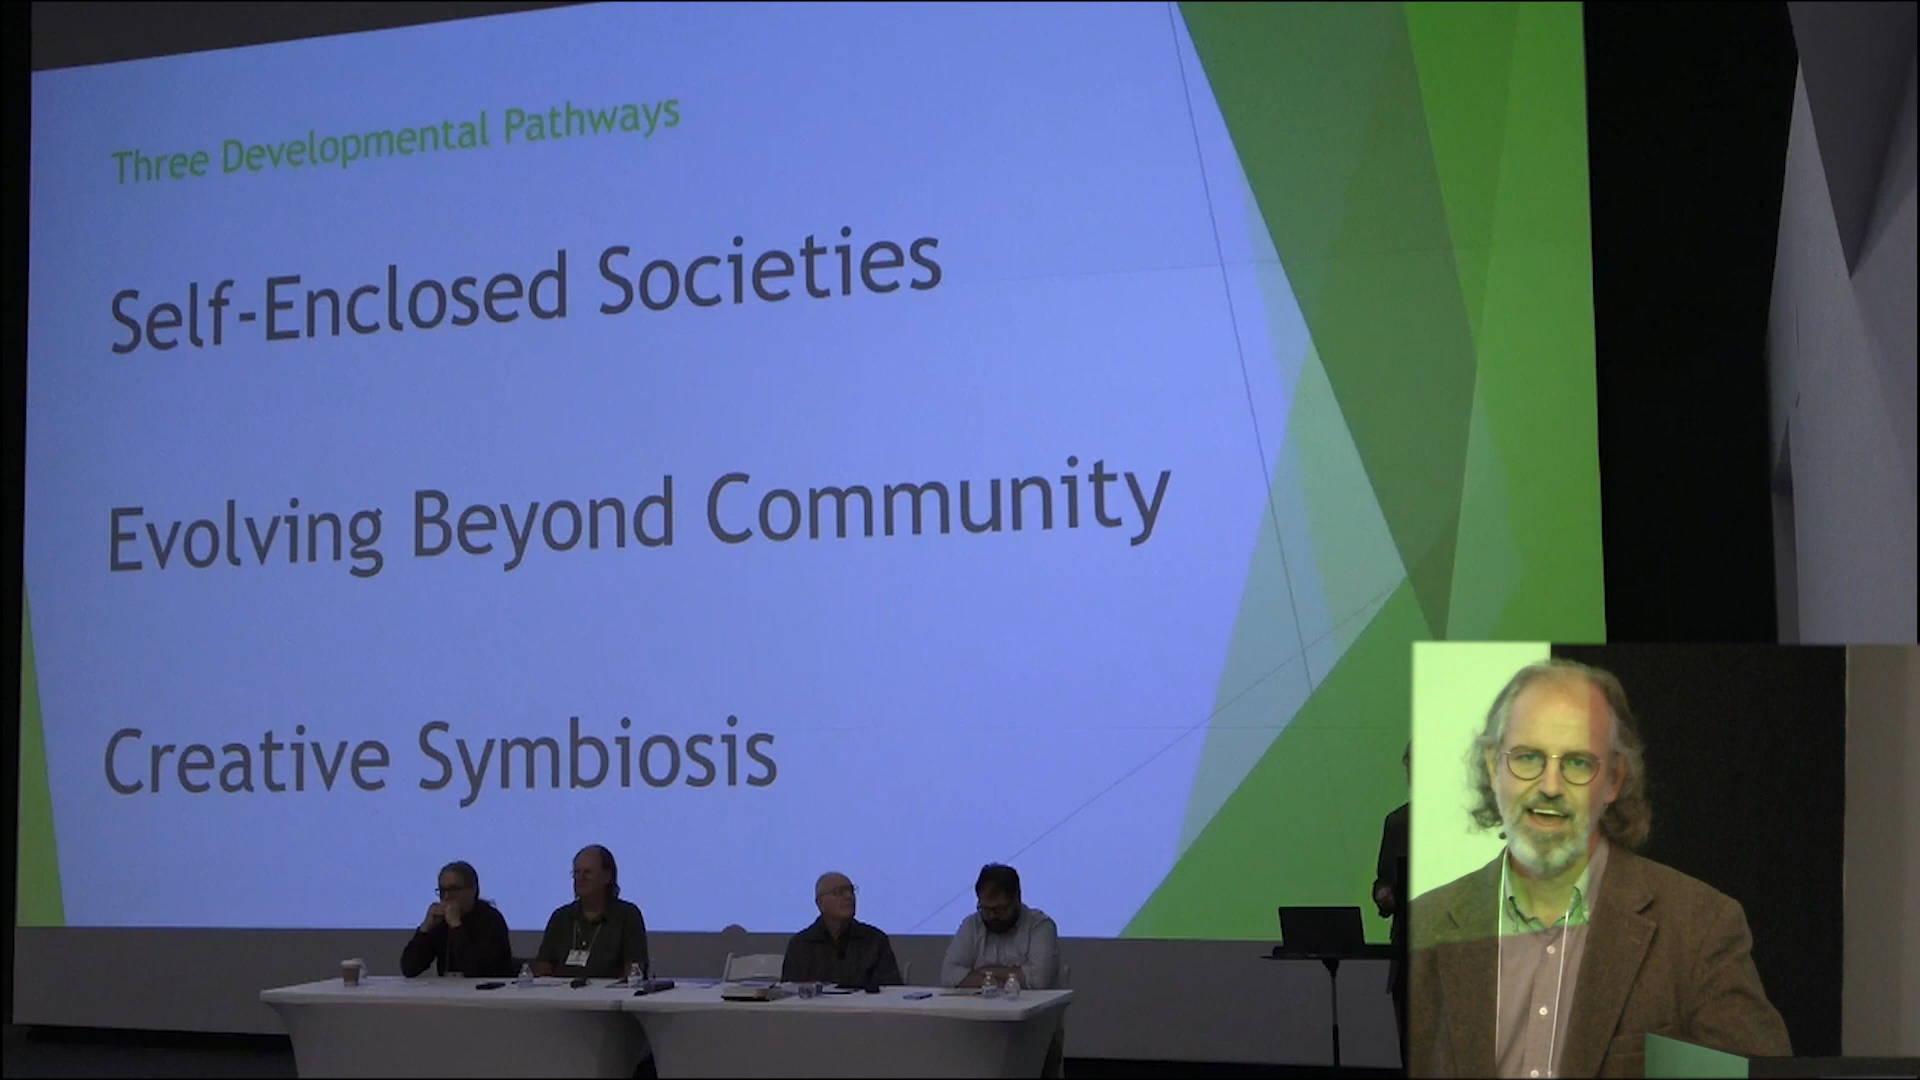 Three Developmental Pathways
Self-Enclosed Societies
Evolving Beyond Community
Creative Symbiosis